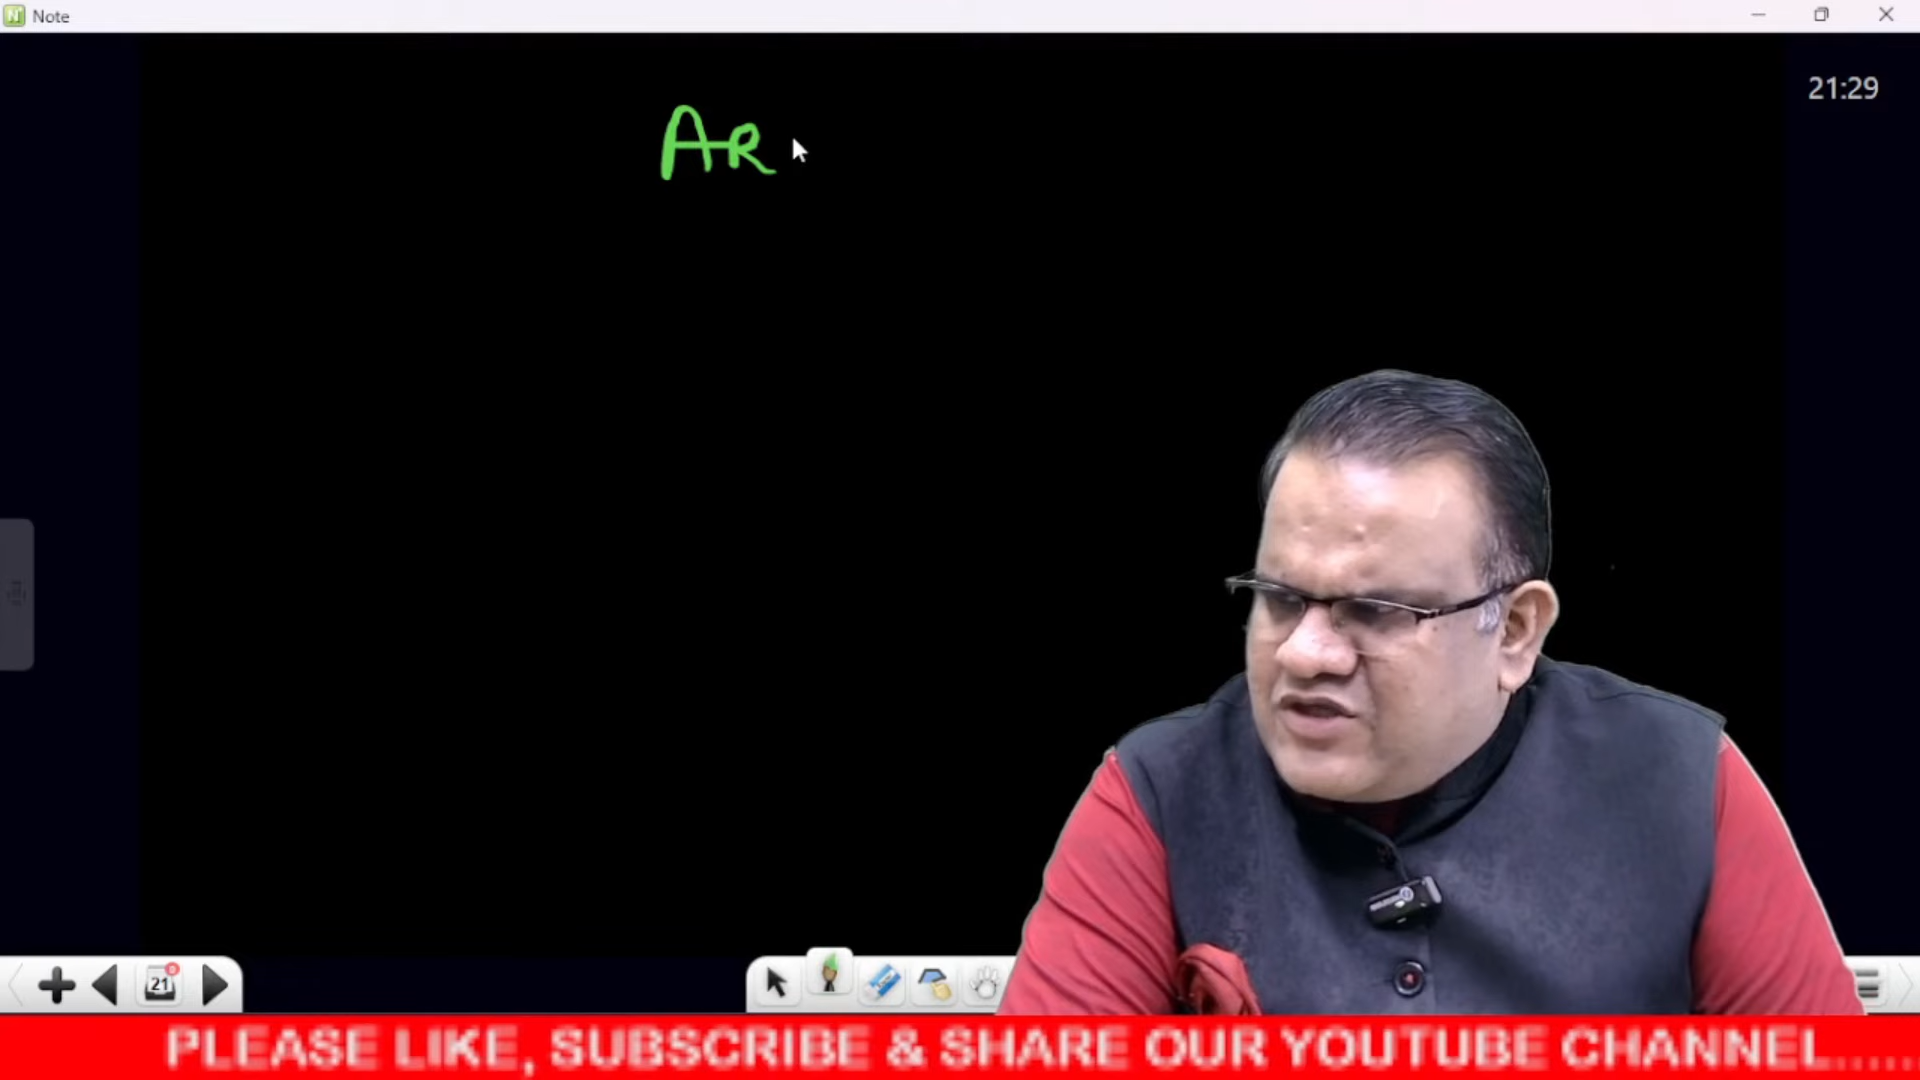 Note
21:29
AR
21
PLEASE LIKE, SUBSCRIBE & SHARE OUR YOUTUBE CHANNEL.....